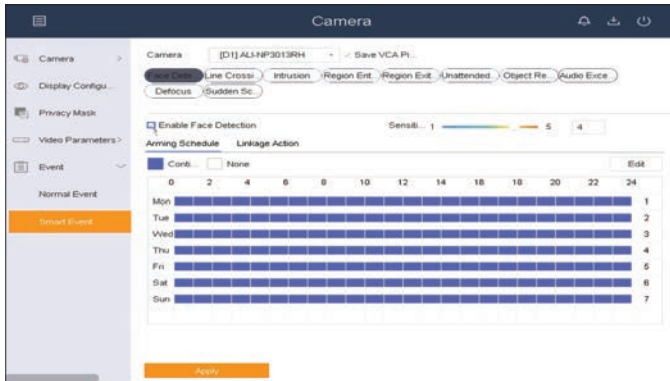 Camera
Camera >
Display Configu...
Privacy Mask
Video Parameters >
Event
Normal Event
Smart Event
Camera [D1] ALI-NP3013RH ✓ Save VCA Pi...
Face Dete... Line Crossi... Intrusion Region Ent... Region Exit... Unattended... Object Re... Audio Exce...
Defocus Sudden Sc...
Enable Face Detection Sensiti... 1 5 4
Arming Schedule Linkage Action
Conti... None Edit
0 2 4 6 8 10 12 14 16 18 20 22 24
Mon 1
Tue 2
Wed 3
Thu 4
Fri 5
Sat 6
Sun 7
Apply